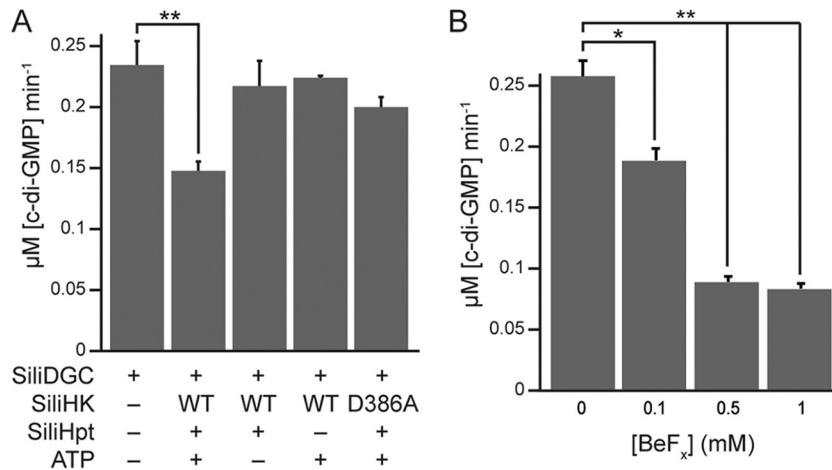 A
**
0.25
0.2
0.15
0.1
0.05
0
µM [c-di-GMP] min⁻¹
SiliDGC + + + + +
SiliHK – WT WT WT D386A
SiliHpt – + + – +
ATP – + – + +
B
**
*
0.25
0.2
0.15
0.1
0.05
0
µM [c-di-GMP] min⁻¹
0 0.1 0.5 1
[BeFₓ] (mM)